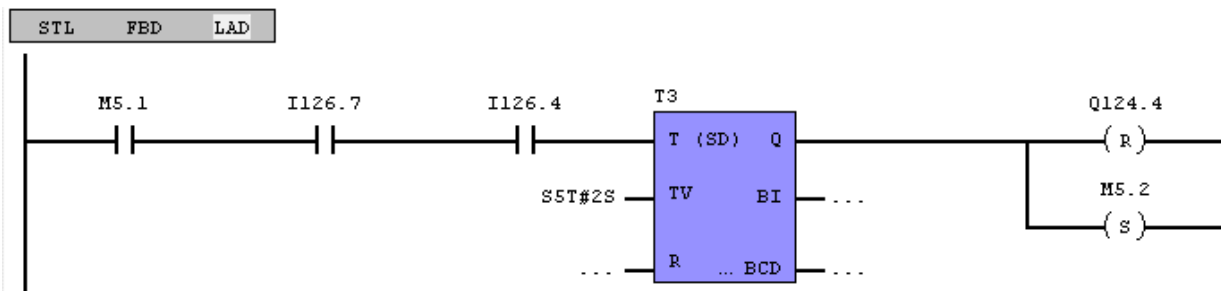 STL FBD LAD
M5.1 I126.7 I126.4 T3 Q124.4
T (SD) Q ( R )
S5T#2S TV BI ... M5.2
( S )
... R ... BCD ...